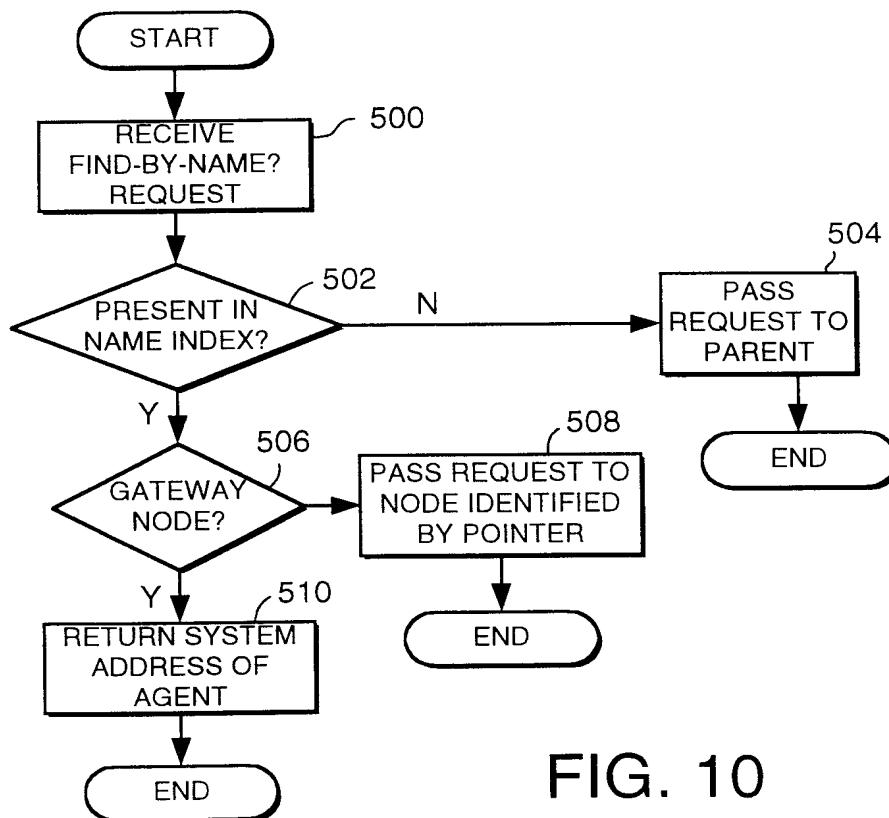 START
500
RECEIVE
FIND-BY-NAME?
REQUEST
502
PRESENT IN
NAME INDEX?
N
504
PASS
REQUEST TO
PARENT
END
Y
506
GATEWAY
NODE?
508
PASS REQUEST TO
NODE IDENTIFIED
BY POINTER
END
Y
510
RETURN SYSTEM
ADDRESS OF
AGENT
END
FIG. 10